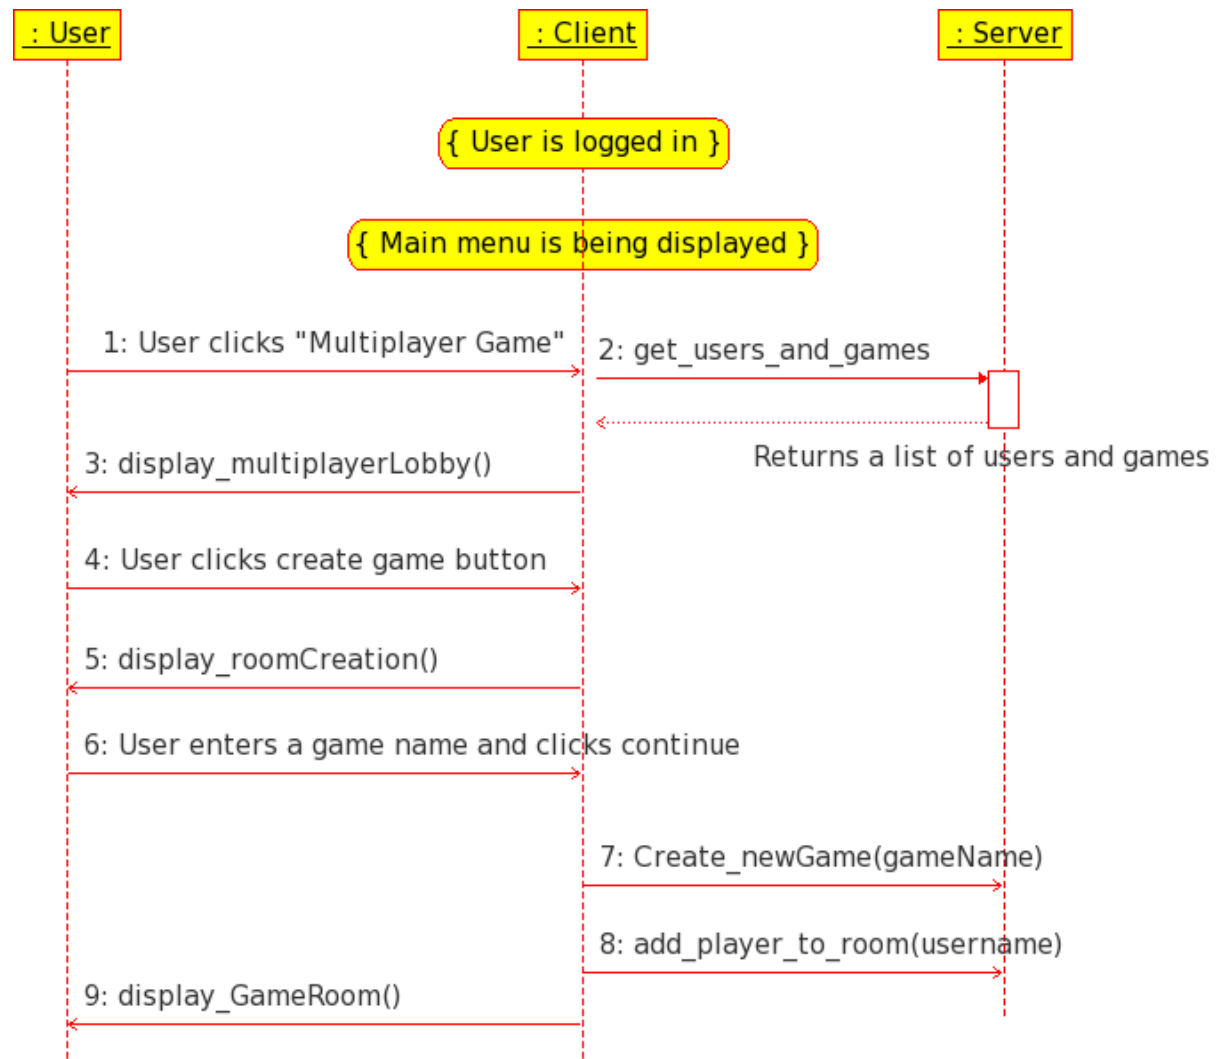 : User
: Client
: Server
{ User is logged in }
{ Main menu is being displayed }
1: User clicks "Multiplayer Game"
2: get_users_and_games
Returns a list of users and games
3: display_multiplayerLobby()
4: User clicks create game button
5: display_roomCreation()
6: User enters a game name and clicks continue
7: Create_newGame(gameName)
8: add_player_to_room(username)
9: display_GameRoom()